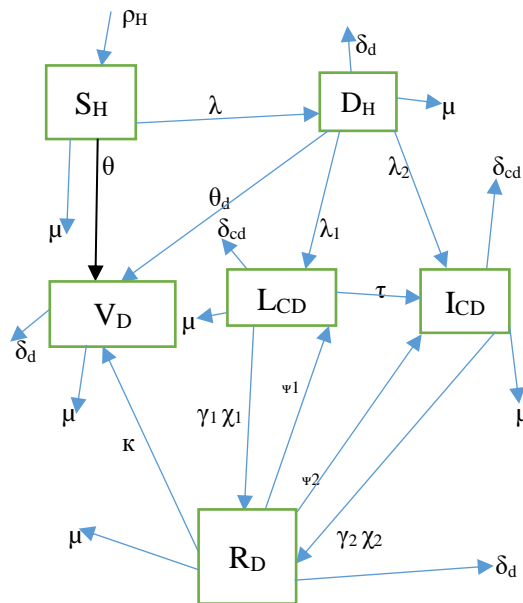 ρH
δd
SH
DH
λ
μ
θ
λ2
δcd
θd
δcd
λ1
μ
VD
LCD
τ
ICD
μ
δd
μ
γ1 χ1
ψ1
μ
κ
ψ2
μ
RD
γ2 χ2
δd